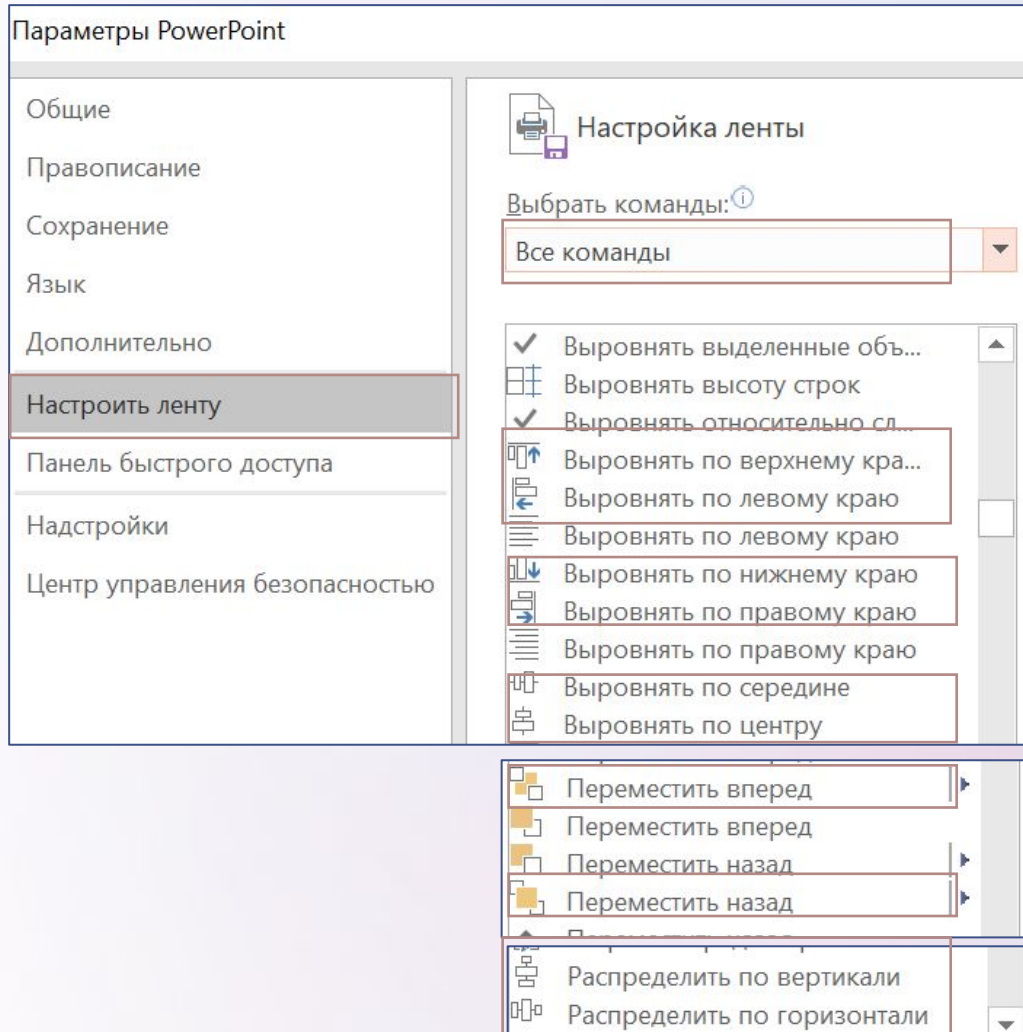 Параметры PowerPoint
Общие
Правописание
Сохранение
Язык
Дополнительно
Настроить ленту
Панель быстрого доступа
Надстройки
Центр управления безопасностью
Настройка ленты
Выбрать команды:
Все команды
Выровнять выделенные объ...
Выровнять высоту строк
Выровнять относительно сл...
Выровнять по верхнему кра...
Выровнять по левому краю
Выровнять по левому краю
Выровнять по нижнему краю
Выровнять по правому краю
Выровнять по правому краю
Выровнять по середине
Выровнять по центру
Переместить вперед
Переместить вперед
Переместить назад
Переместить назад
Распределить по вертикали
Распределить по горизонтали